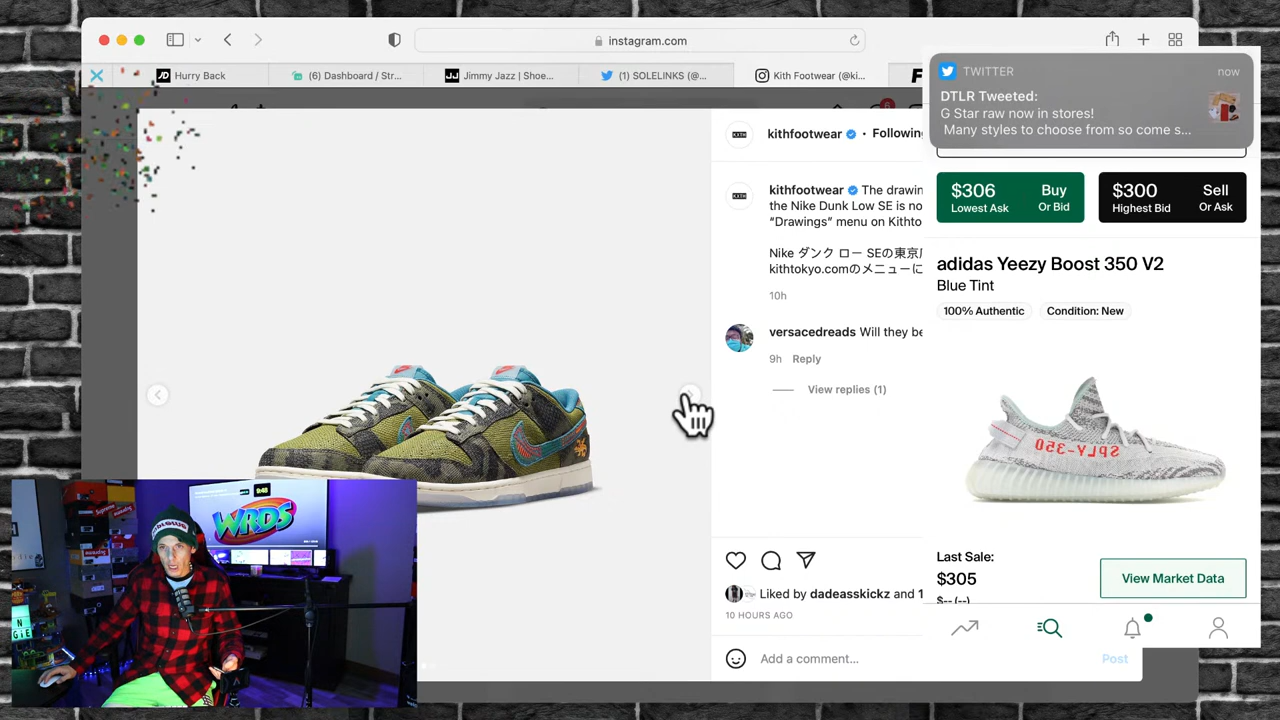 instagram.com
Hurry Back
(6) Dashboard / Str...
Jimmy Jazz | Shoe...
(1) SOLELINKS (@...
Kith Footwear (@ki...
kithfootwear • Following
kithfootwear The drawin
the Nike Dunk Low SE is no
“Drawings” menu on Kitht
Nike ダンク ロー SEの東京
kithtokyo.comのメニューに
10h
versacedreads Will they be
9h Reply
View replies (1)
Liked by dadeasskickz and 1
10 HOURS AGO
Add a comment...
Post
TWITTER
now
DTLR Tweeted:
G Star raw now in stores!
Many styles to choose from so come s...
$306 Buy
Lowest Ask Or Bid
$300 Sell
Highest Bid Or Ask
adidas Yeezy Boost 350 V2
Blue Tint
100% Authentic
Condition: New
SPLY-350
Last Sale:
$305
$-- (--)
View Market Data
WRDS
9:45